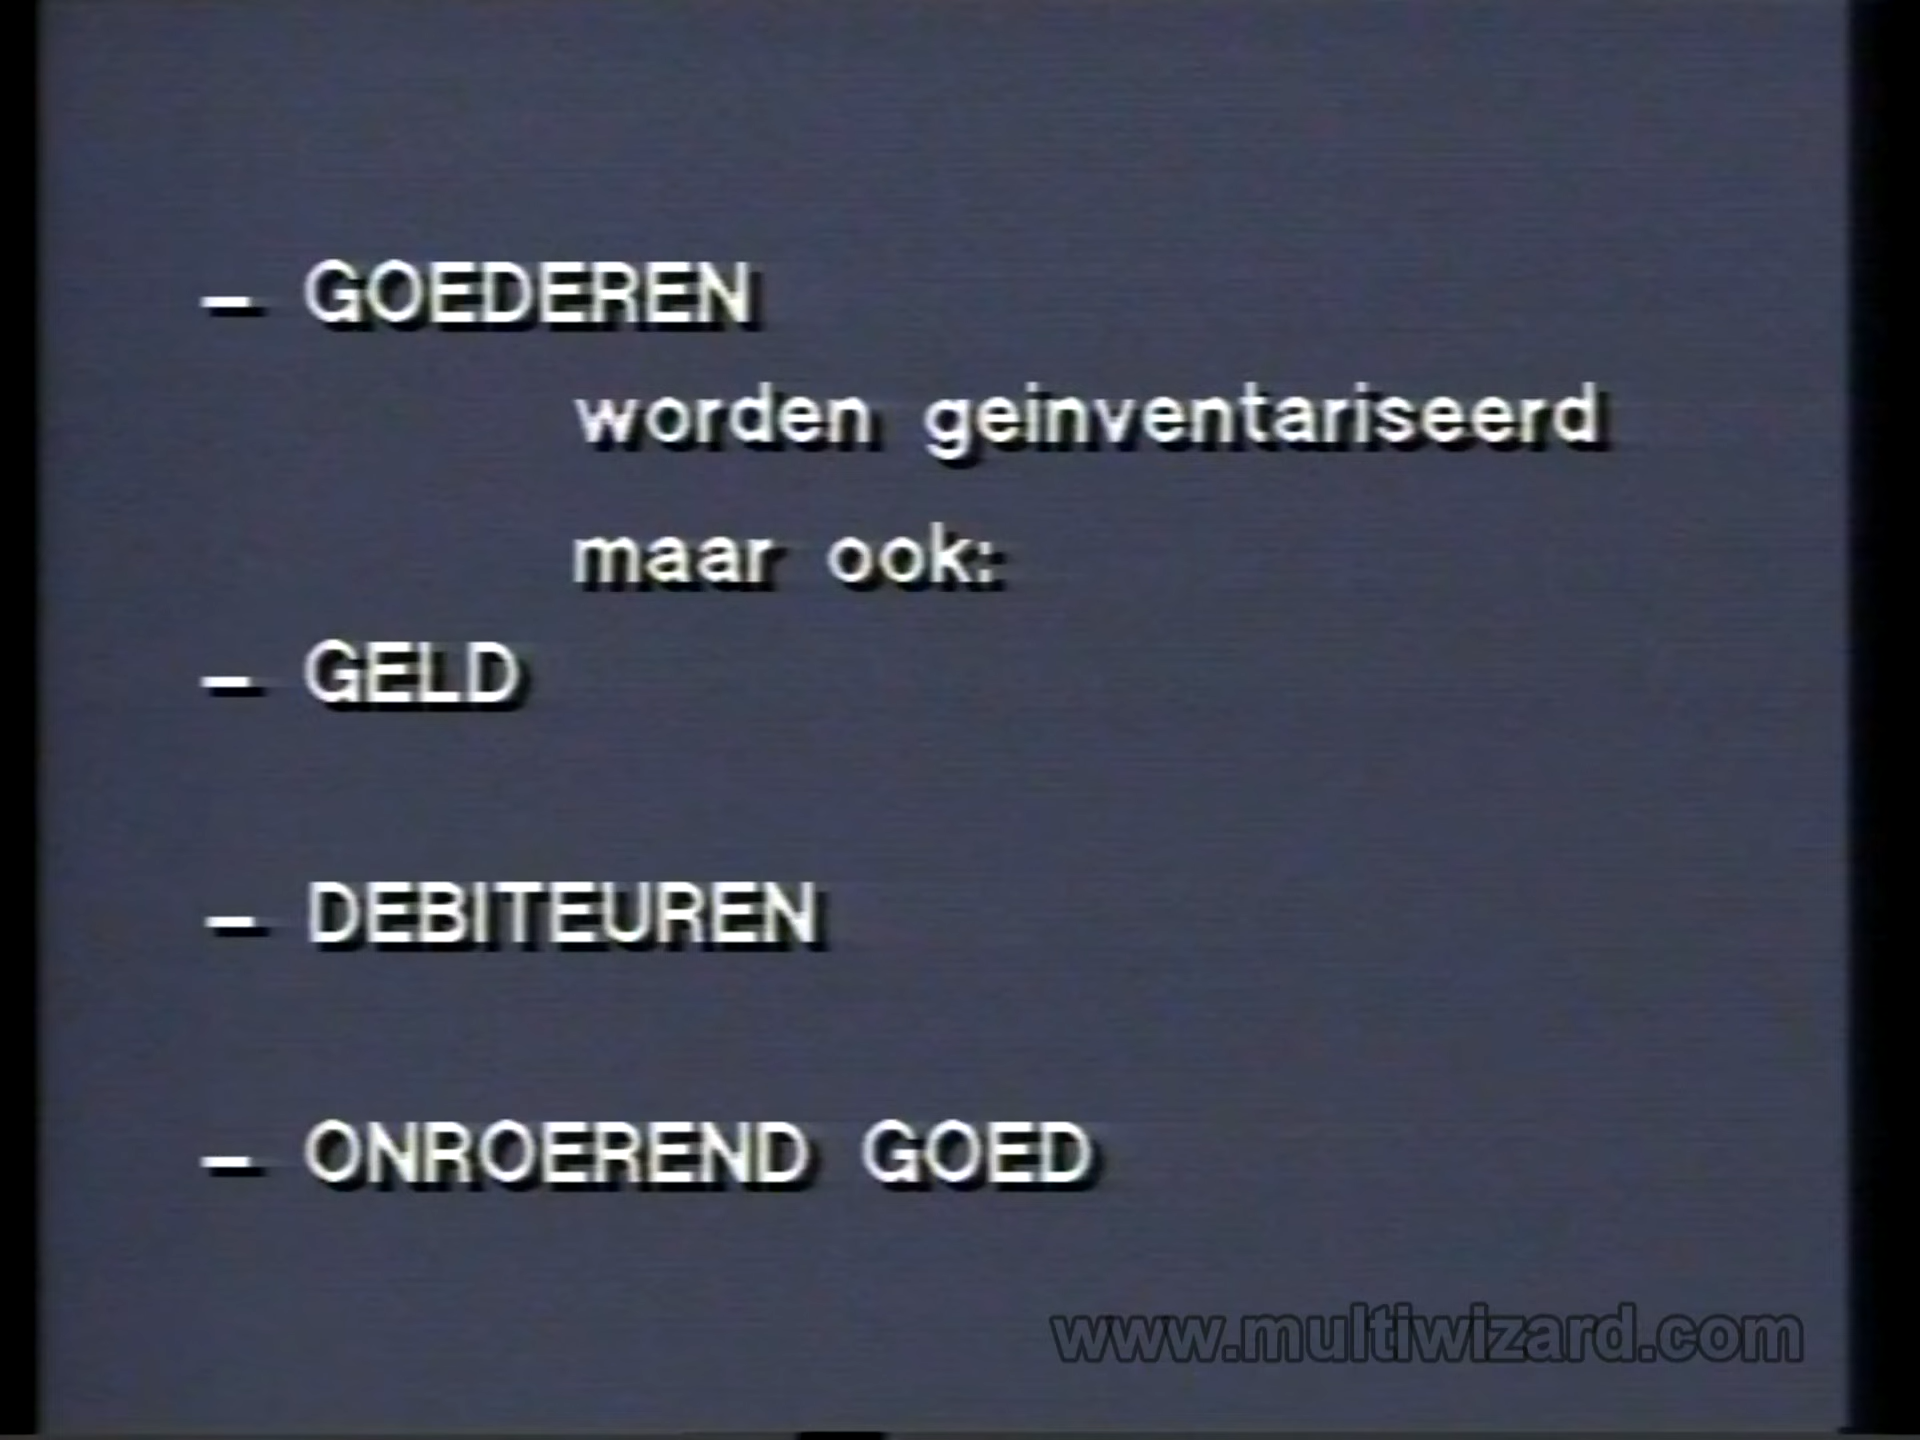 - GOEDEREN
worden geinventariseerd
maar ook:
- GELD
- DEBITEUREN
- ONROEREND GOED
www.multiwizard.com